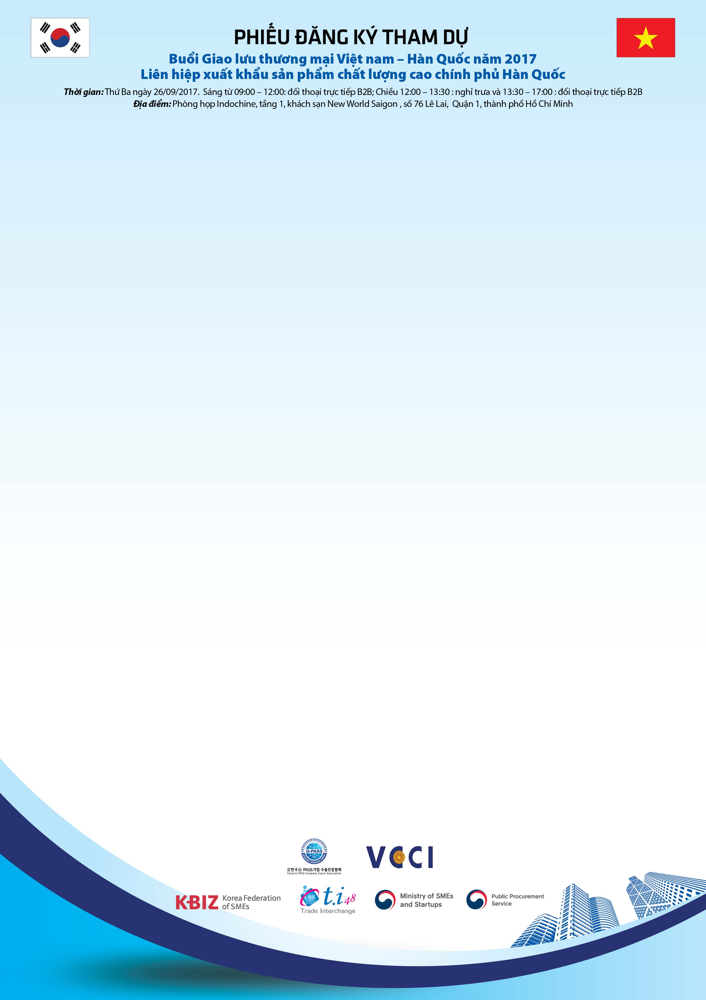 PHIẾU ĐĂNG KÝ THAM DỰ
Buổi Giao lưu thương mại Việt nam – Hàn Quốc năm 2017
Liên hiệp xuất khẩu sản phẩm chất lượng cao chính phủ Hàn Quốc
Thời gian: Thứ Ba ngày 26/09/2017. Sáng từ 09:00 – 12:00: đối thoại trực tiếp B2B; Chiều 12:00 – 13:30 : nghỉ trưa và 13:30 – 17:00 : đối thoại trực tiếp B2B
Địa điểm: Phòng họp Indochine, tầng 1, khách sạn New World Saigon , số 76 Lê Lai, Quận 1, thành phố Hồ Chí Minh
G-PASS
PPS
한국 G-PASS기업 수출진흥협회
Korea G-PASS Company Export Association
VCCI
K-BIZ Korea Federation
of SMEs
48
t.i 48
Trade Interchange
Ministry of SMEs
and Startups
Public Procurement
Service